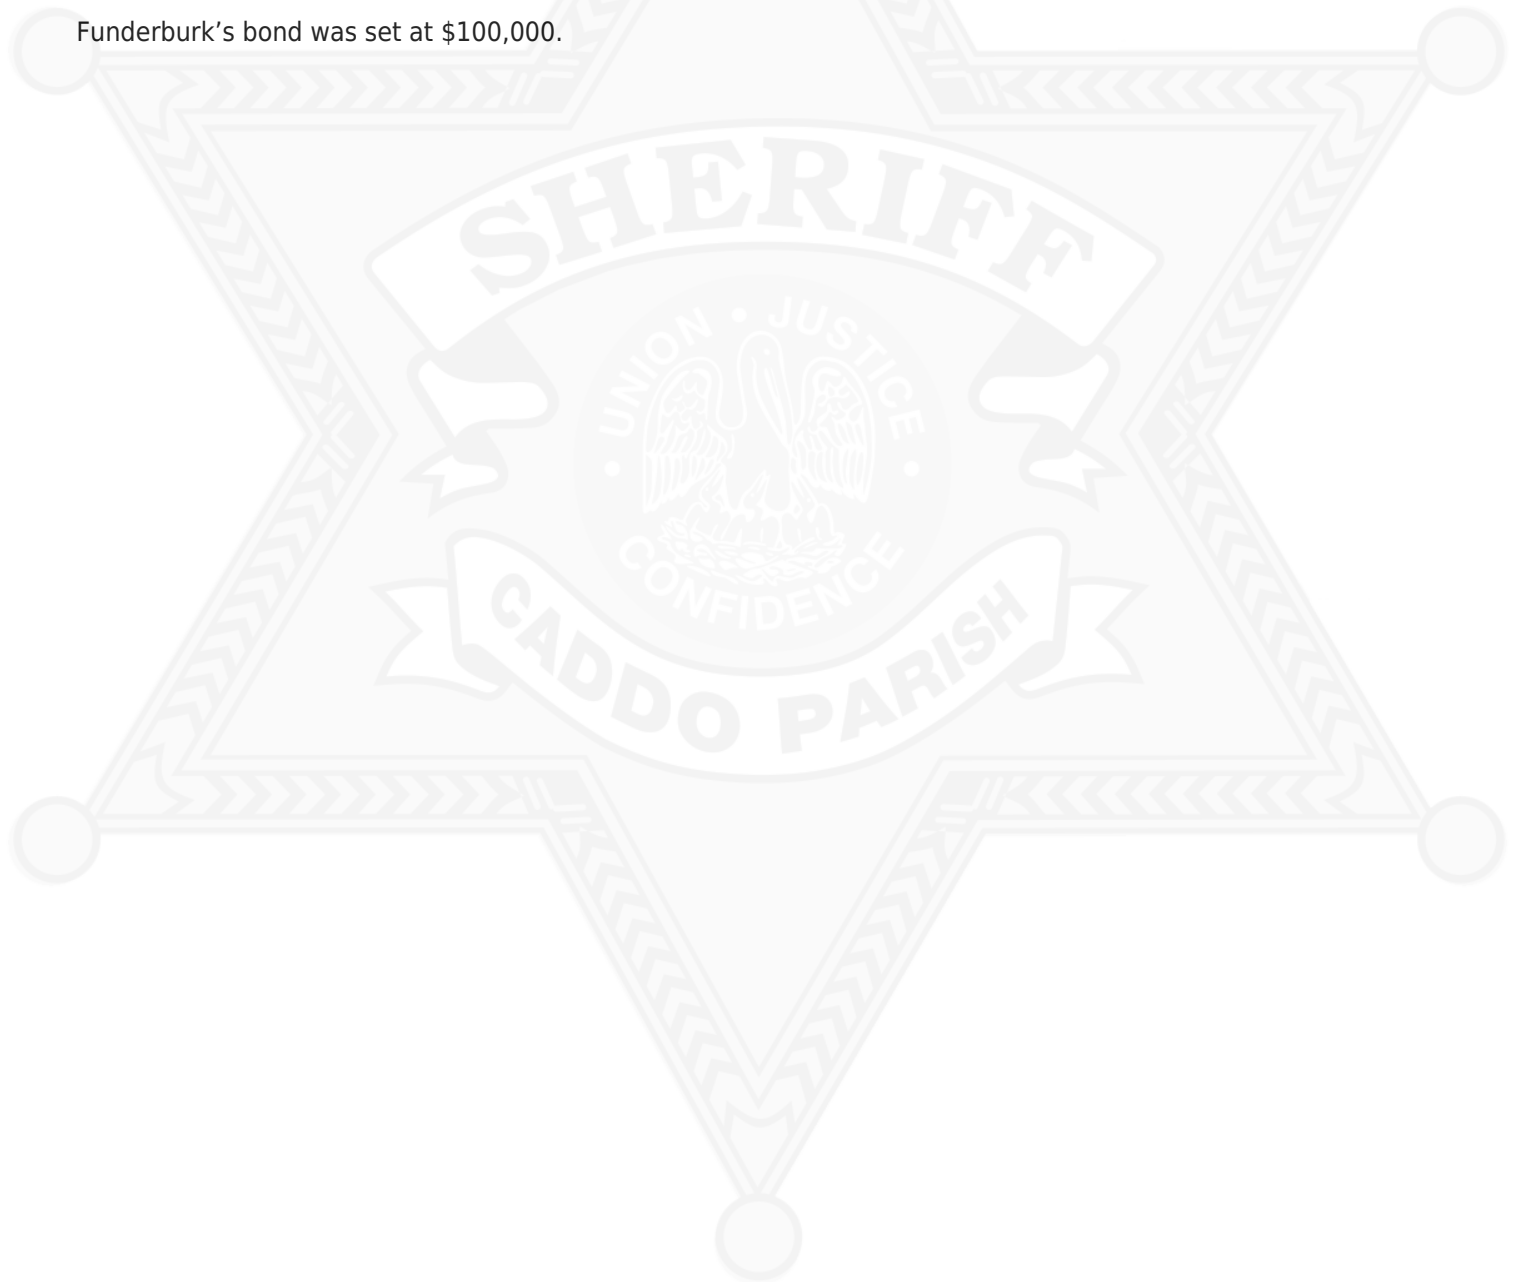 Funderburk’s bond was set at $100,000.
SHERIFF
UNION • JUSTICE
• CONFIDENCE •
CADDO PARISH